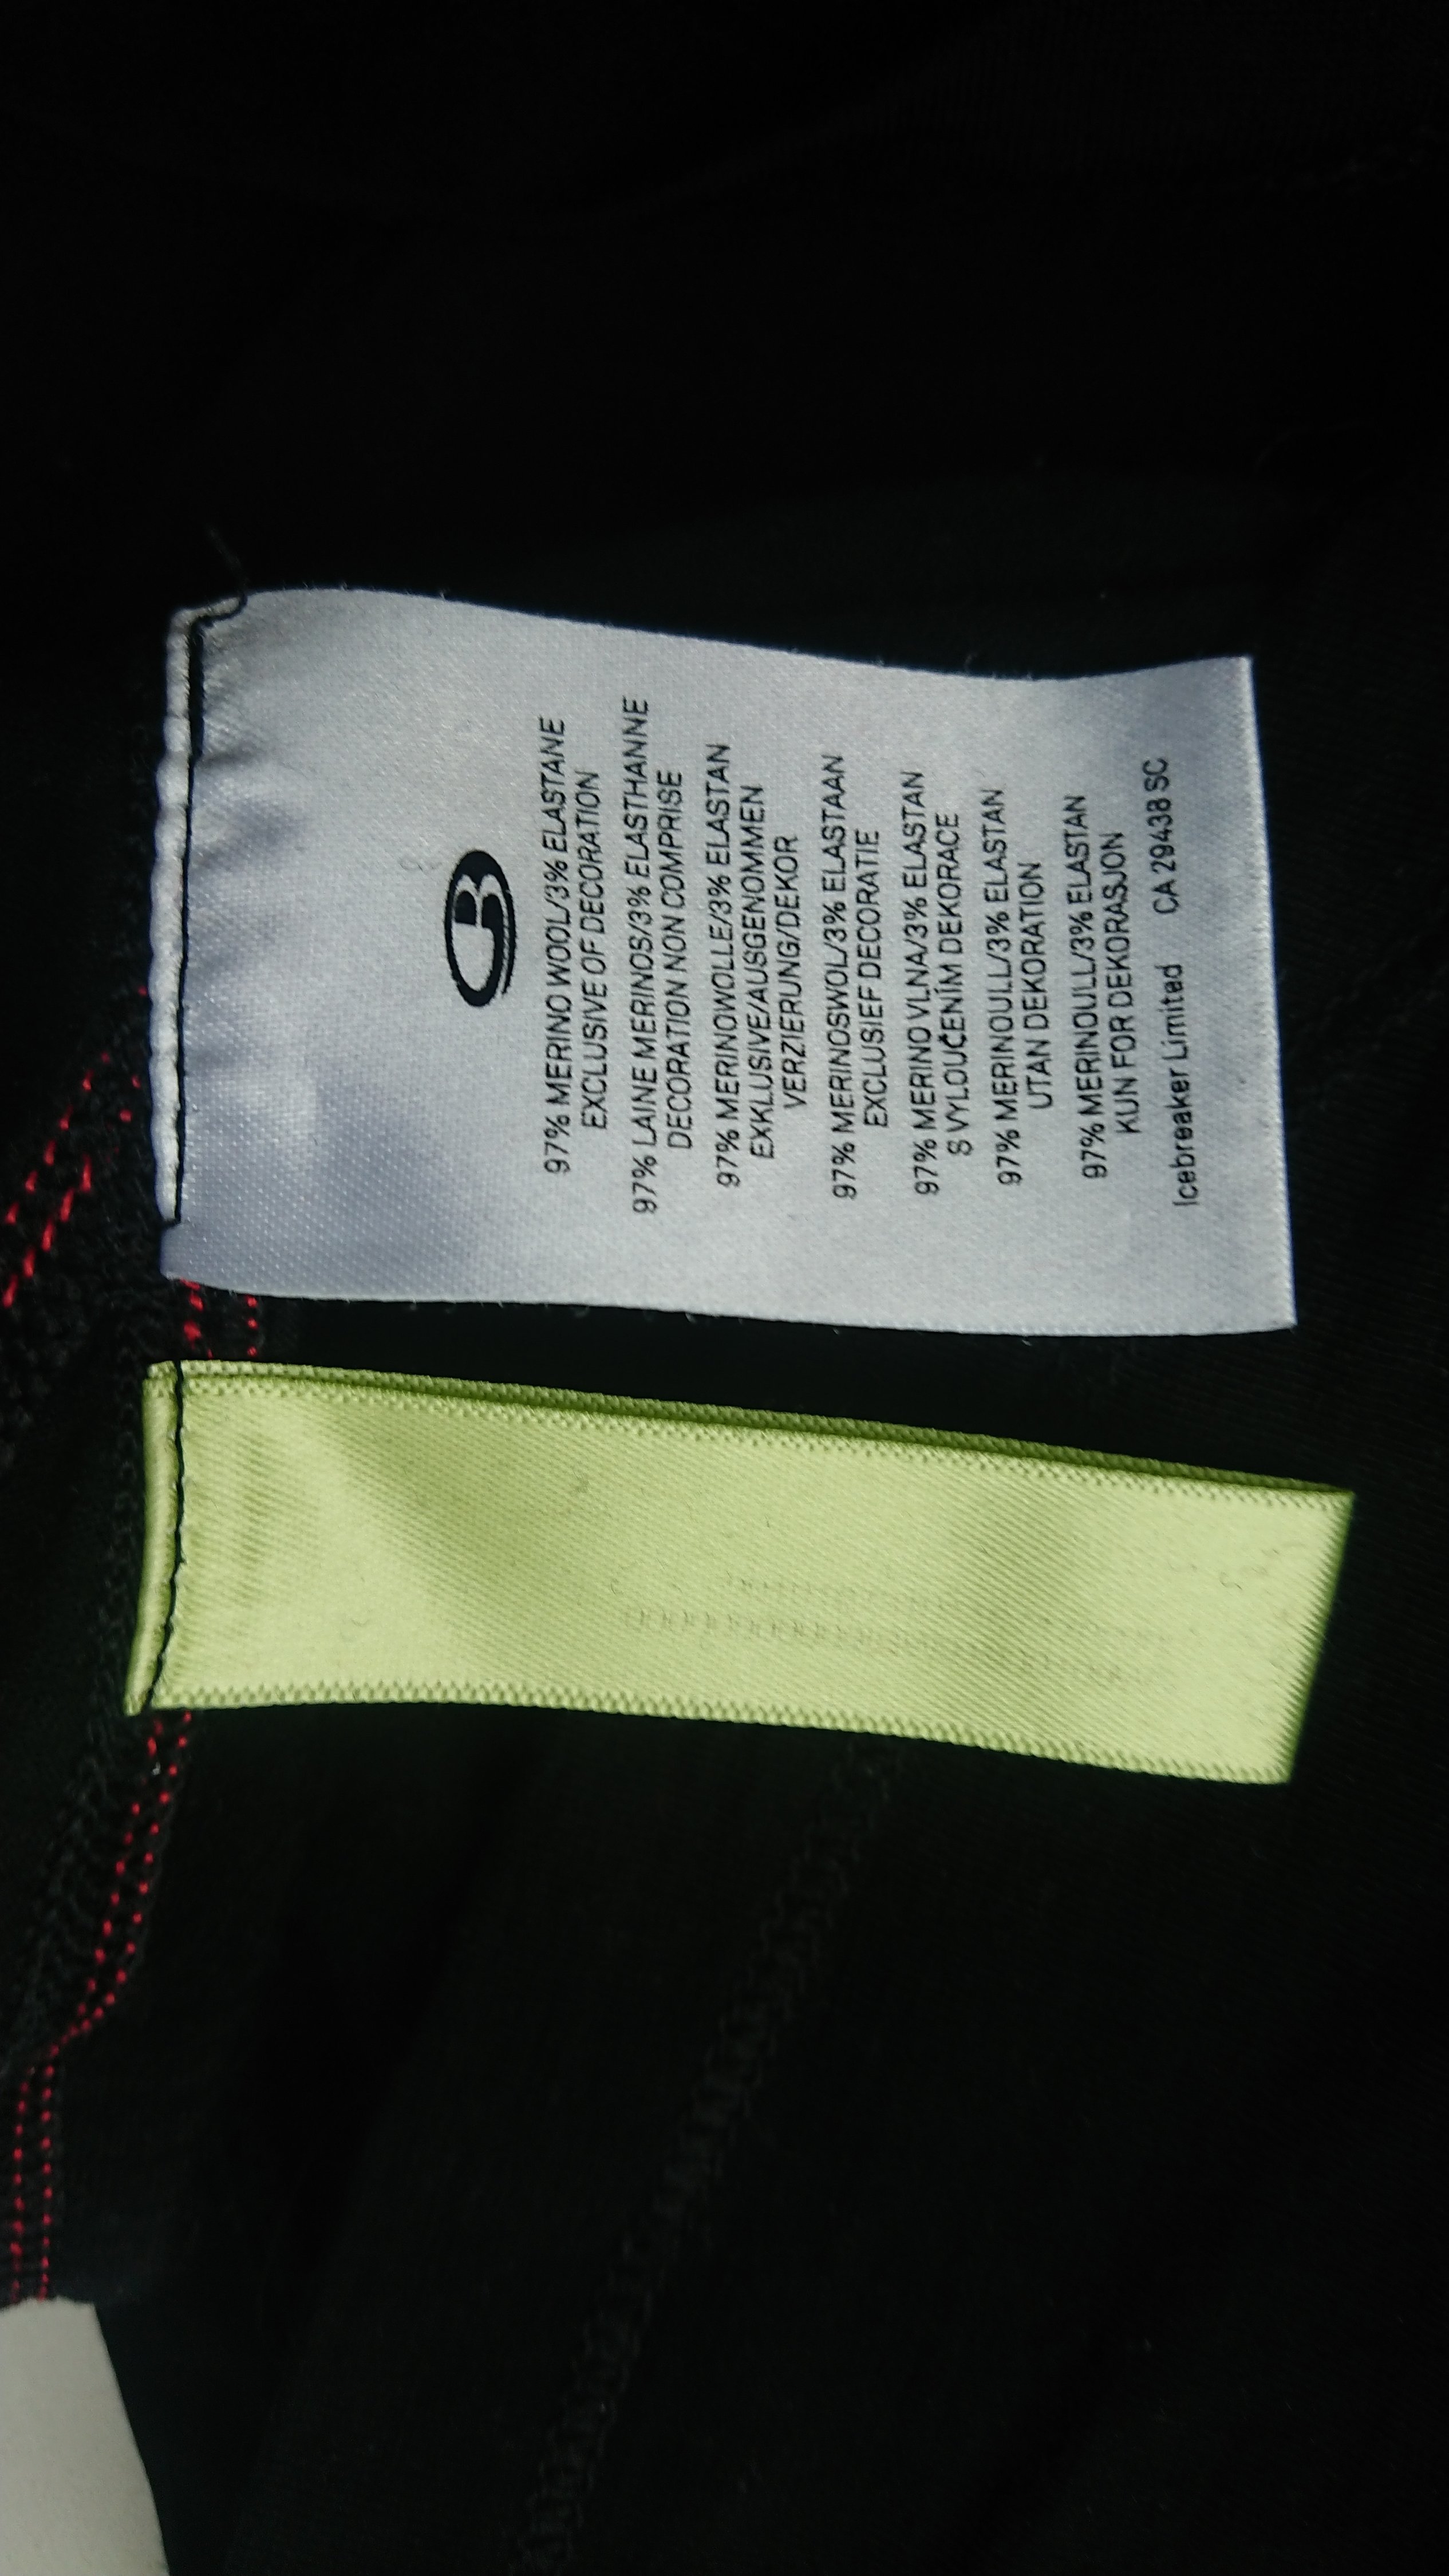 97% MERINO WOOL/3% ELASTANE
EXCLUSIVE OF DECORATION
97% LAINE MERINOS/3% ELASTHANNE
DECORATION NON COMPRISE
97% MERINOWOLLE/3% ELASTAN
EXKLUSIVE/AUSGENOMMEN
VERZIERUNG/DEKOR
97% MERINOSWOL/3% ELASTAAN
EXCLUSIEF DECORATIE
97% MERINO VLNA/3% ELASTAN
S VYLOUČENÍM DEKORACE
97% MERINOULL/3% ELASTAN
UTAN DEKORATION
97% MERINOULL/3% ELASTAN
KUN FOR DEKORASJON
Icebreaker Limited CA 29438 SC